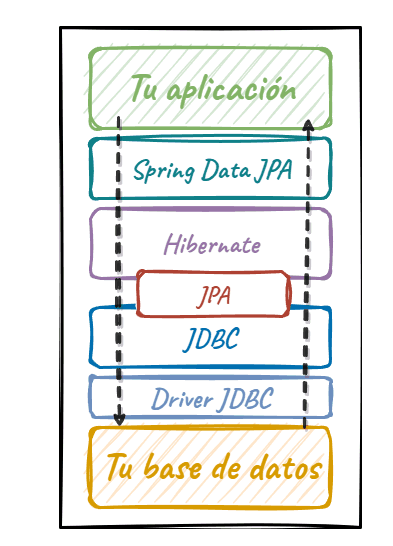 Tu aplicación
Spring Data JPA
Hibernate
JPA
JDBC
Driver JDBC
Tu base de datos